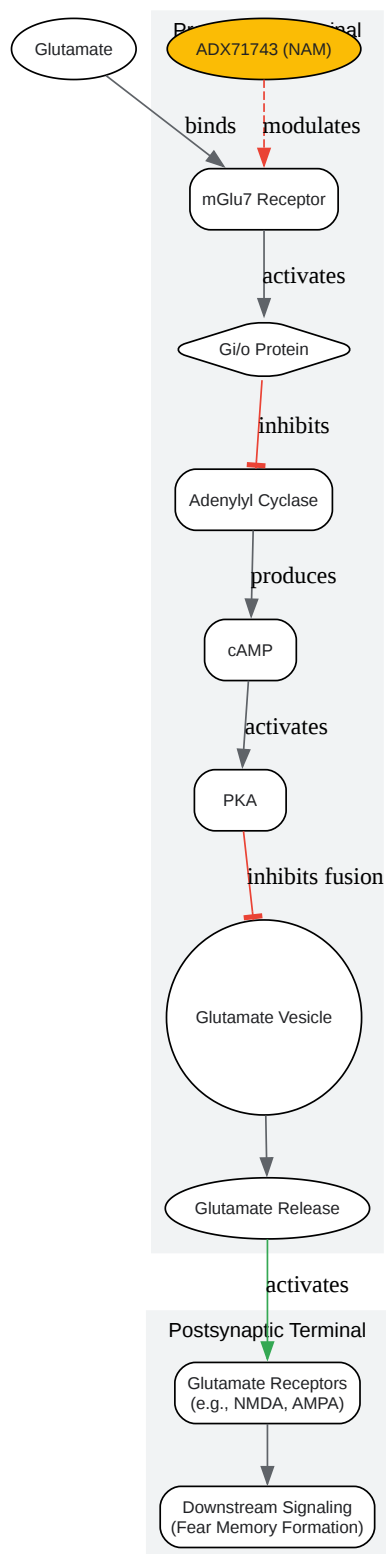 Glutamate
ADX71743 (NAM)
binds
modulates
mGlu7 Receptor
activates
Gi/o Protein
inhibits
Adenylyl Cyclase
produces
cAMP
activates
PKA
inhibits fusion
Glutamate Vesicle
Glutamate Release
activates
Postsynaptic Terminal
Glutamate Receptors
(e.g., NMDA, AMPA)
Downstream Signaling
(Fear Memory Formation)